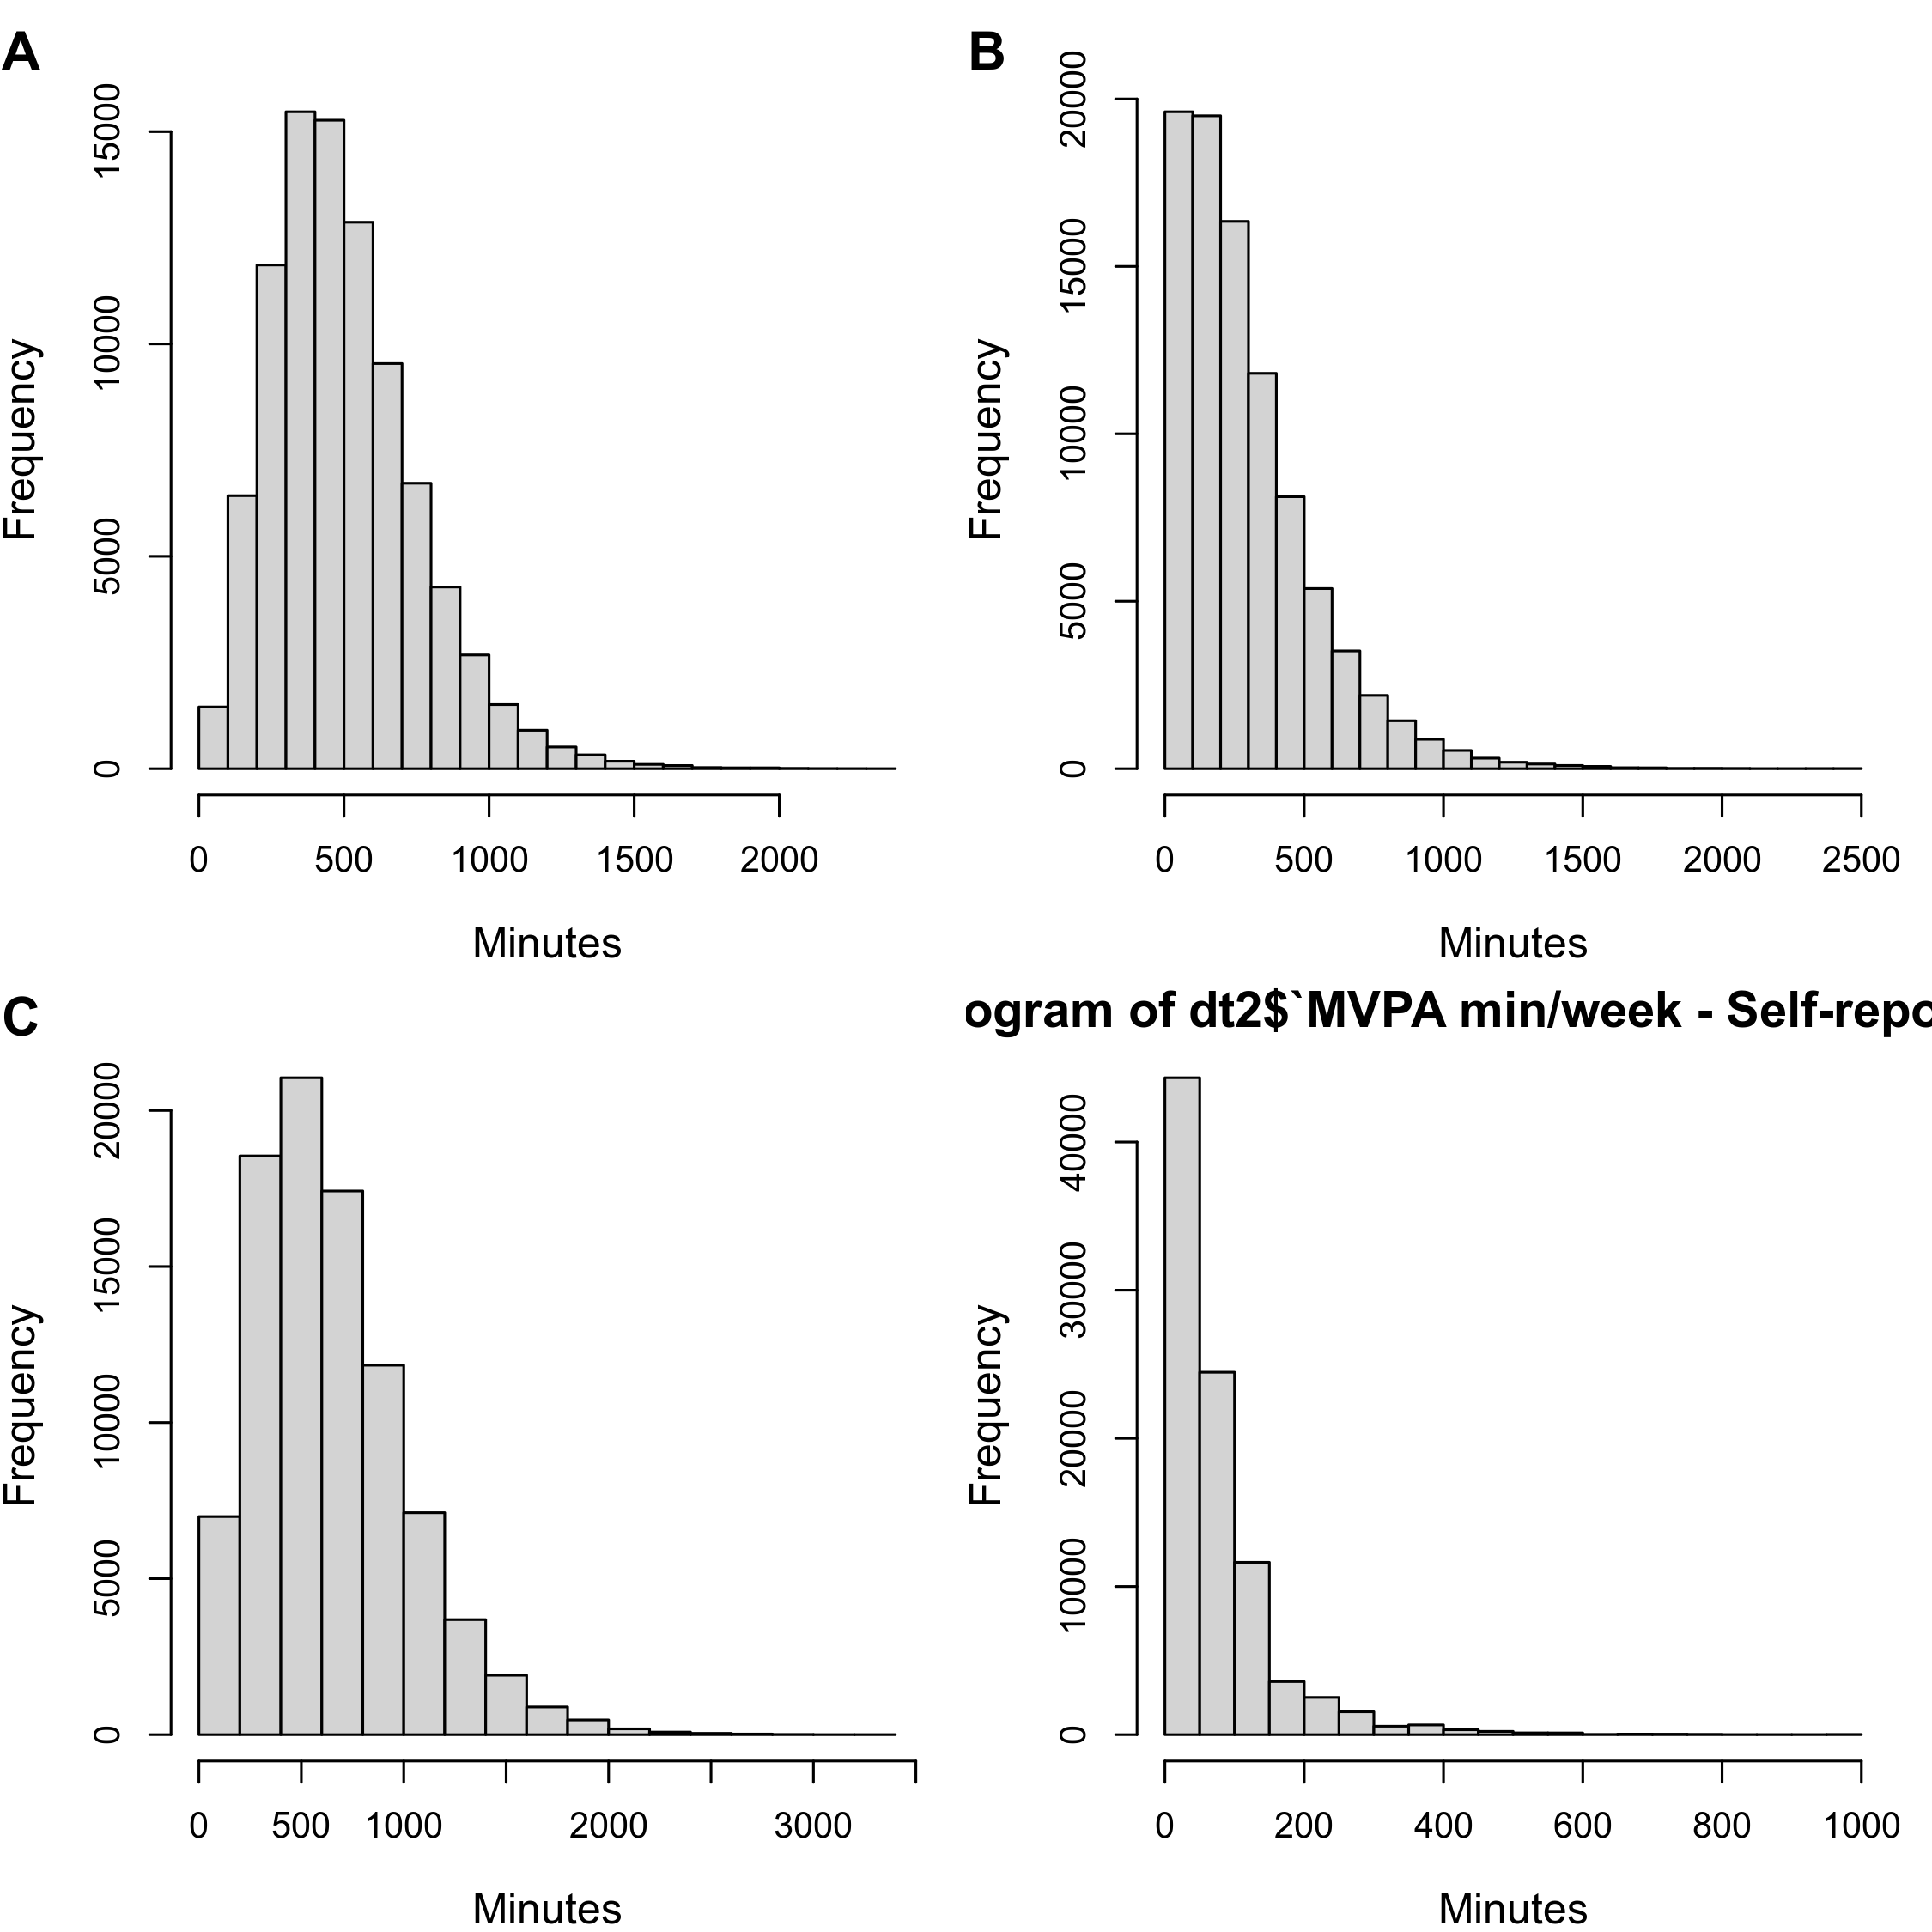 A
Frequency
0 5000 10000 15000
0 500 1000 1500 2000
Minutes
B
Frequency
0 5000 10000 15000 20000
0 500 1000 1500 2000 2500
Minutes
C
Frequency
0 5000 10000 15000 20000
0 500 1000 2000 3000
Minutes
ogram of dt2$`MVPA min/week - Self-repo
Frequency
0 10000 20000 30000 40000
0 200 400 600 800 1000
Minutes